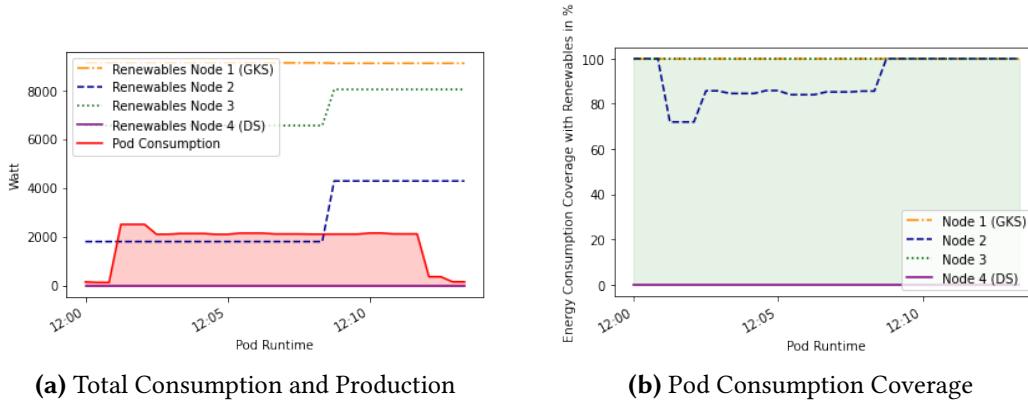 Renewables Node 1 (GKS)
Renewables Node 2
Renewables Node 3
Renewables Node 4 (DS)
Pod Consumption
Watt
8000
6000
4000
2000
0
12:00
12:05
12:10
Pod Runtime
(a) Total Consumption and Production
Energy Consumption Coverage with Renewables in %
100
80
60
40
20
0
Node 1 (GKS)
Node 2
Node 3
Node 4 (DS)
12:00
12:05
12:10
Pod Runtime
(b) Pod Consumption Coverage